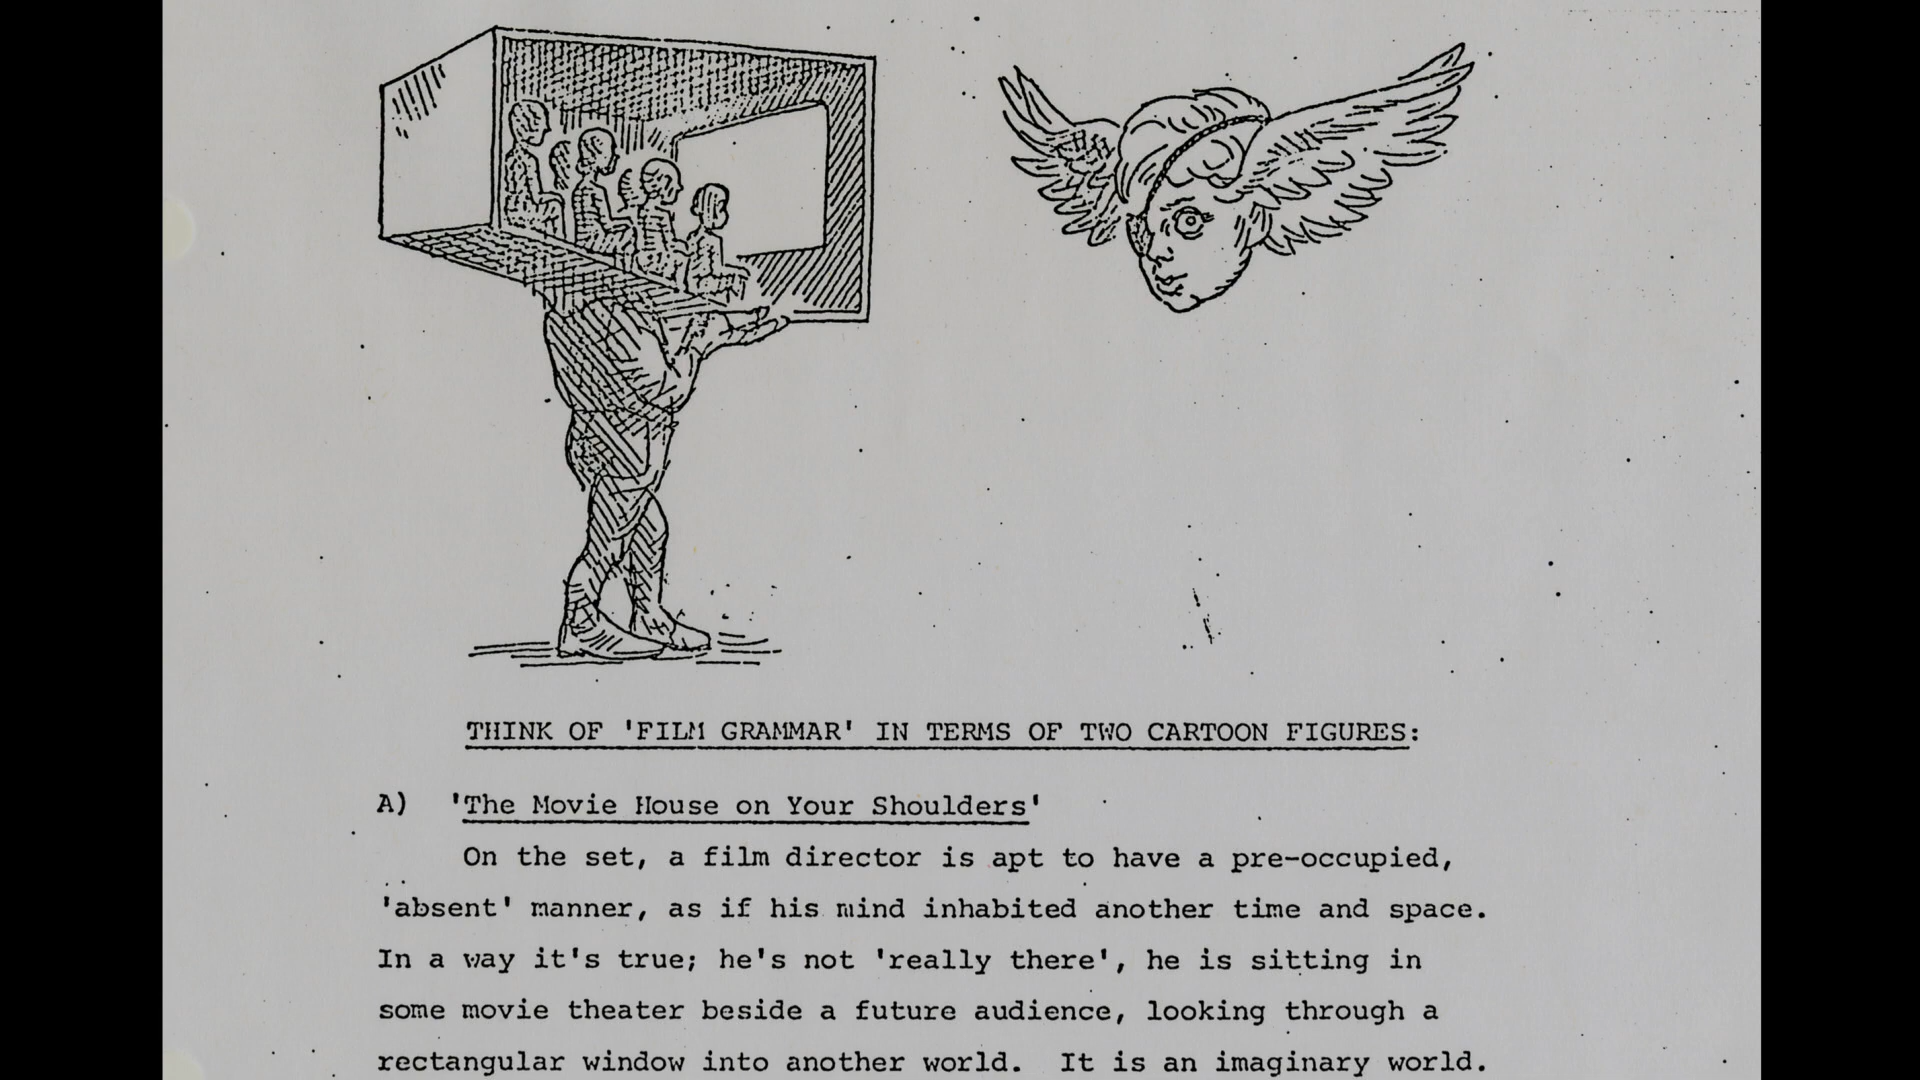 THINK OF 'FILM GRAMMAR' IN TERMS OF TWO CARTOON FIGURES:
A) 'The Movie House on Your Shoulders'
On the set, a film director is apt to have a pre-occupied,
'absent' manner, as if his mind inhabited another time and space.
In a way it's true; he's not 'really there', he is sitting in
some movie theater beside a future audience, looking through a
rectangular window into another world. It is an imaginary world.